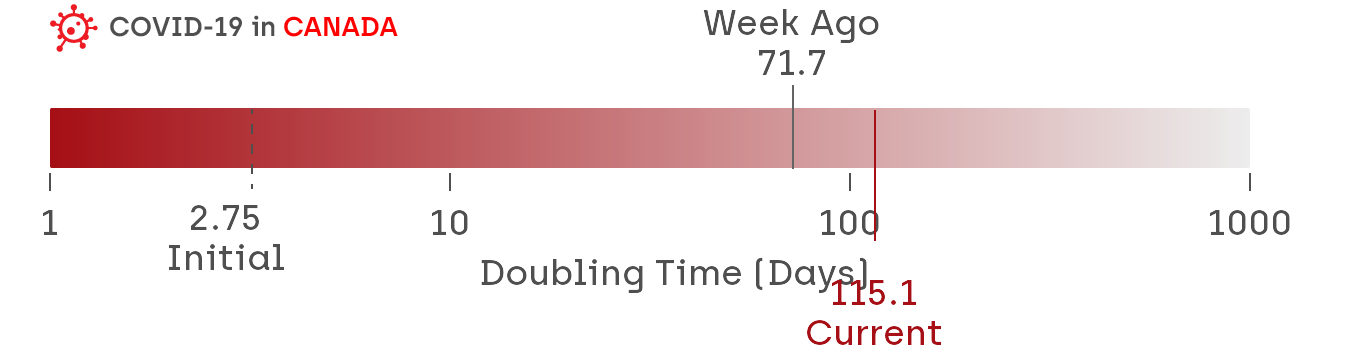 COVID-19 in CANADA
Week Ago
71.7
1
10
100
1000
2.75
Initial
Doubling Time (Days)
115.1
Current